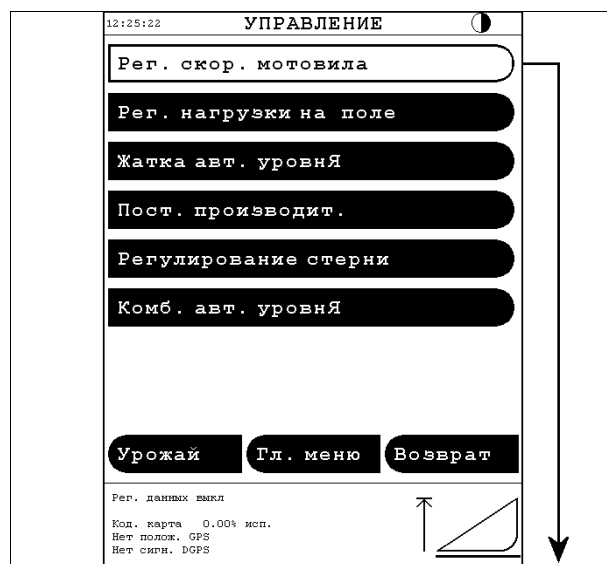 12:25:22 УПРАВЛЕНИЕ
Рег. скор. мотовила
Рег. нагрузки на поле
Жатка авт. уровнЯ
Пост. производит.
Регулирование стерни
Комб. авт. уровнЯ
Урожай Гл. меню Возврат
Рег. данных выкл
Код. карта 0.00% исп.
Нет полож. GPS
Нет сигн. DGPS